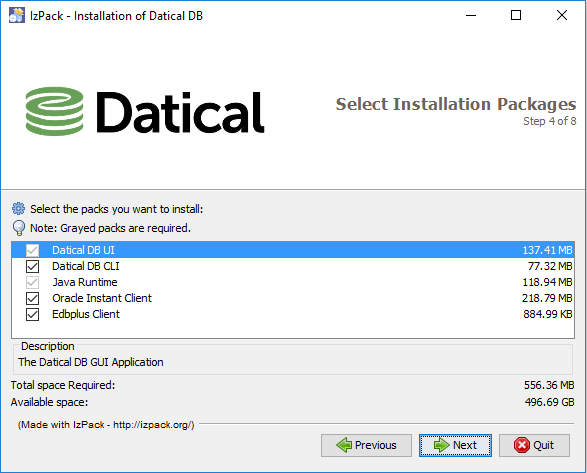 IzPack - Installation of Datical DB
Datical
Select Installation Packages
Step 4 of 8
Select the packs you want to install:
Note: Grayed packs are required.
Datical DB UI 137.41 MB
Datical DB CLI 77.32 MB
Java Runtime 118.94 MB
Oracle Instant Client 218.79 MB
Edbplus Client 884.99 KB
Description
The Datical DB GUI Application
Total space Required: 556.36 MB
Available space: 496.69 GB
(Made with IzPack - http://izpack.org/)
Previous Next Quit